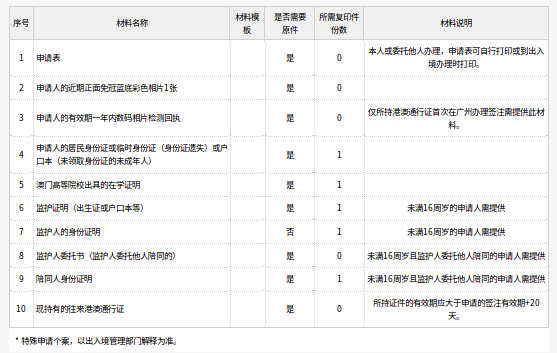 序号 材料名称 材料模板 是否需要原件 所需复印件份数 材料说明
1 申请表 是 0 本人或委托他人办理，申请表可自行打印或到出入境办理时打印。
2 申请人的近期正面免冠蓝底彩色相片1张 是 0
3 申请人的有效期一年内数码相片检测回执 是 0 仅所持港澳通行证首次在广州办理签注需提供此材料。
4 申请人的居民身份证或临时身份证（身份证遗失）或户口本（未领取身份证的未成年人） 是 1
5 澳门高等院校出具的在学证明 是 1
6 监护证明（出生证或户口本等） 是 1 未满16周岁的申请人需提供
7 监护人的身份证明 否 1 未满16周岁的申请人需提供
8 监护人委托书（监护人委托他人陪同的） 是 0 未满16周岁且监护人委托他人陪同的申请人需提供
9 陪同人身份证明 是 1 未满16周岁且监护人委托他人陪同的申请人需提供
10 现持有的往来港澳通行证 是 0 所持证件的有效期应大于申请的签注有效期+20天。
* 特殊申请个案，以出入境管理部门解释为准。